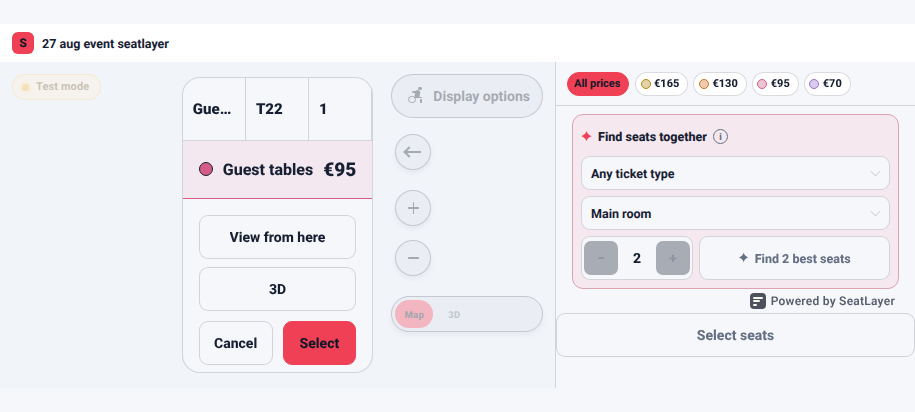 S 27 aug event seatlayer
Test mode
Gue... T22 1
Guest tables €95
View from here
3D
Cancel Select
Display options
Map 3D
All prices €165 €130 €95 €70
Find seats together i
Any ticket type
Main room
- 2 +
Find 2 best seats
Powered by SeatLayer
Select seats